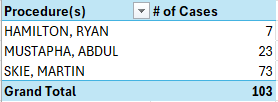 Procedure(s) # of Cases
HAMILTON, RYAN 7
MUSTAPHA, ABDUL 23
SKIE, MARTIN 73
Grand Total 103